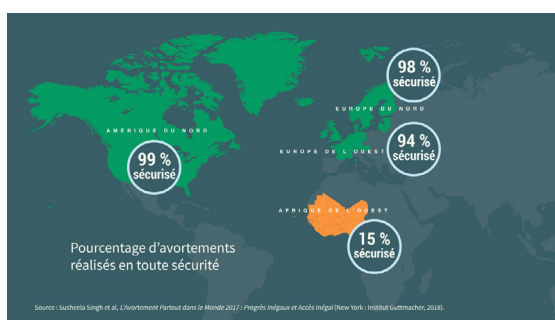 98 %
sécurisé
EUROPE DU NORD
AMÉRIQUE DU NORD
99 %
sécurisé
EUROPE DE L'OUEST
94 %
sécurisé
AFRIQUE DE L'OUEST
15 %
sécurisé
Pourcentage d'avortements
réalisés en toute sécurité
Source : Susheela Singh et al, L'Avortement Partout dans le Monde 2017 : Progrès Inégaux et Accès Inégal (New York : Institut Guttmacher, 2018).